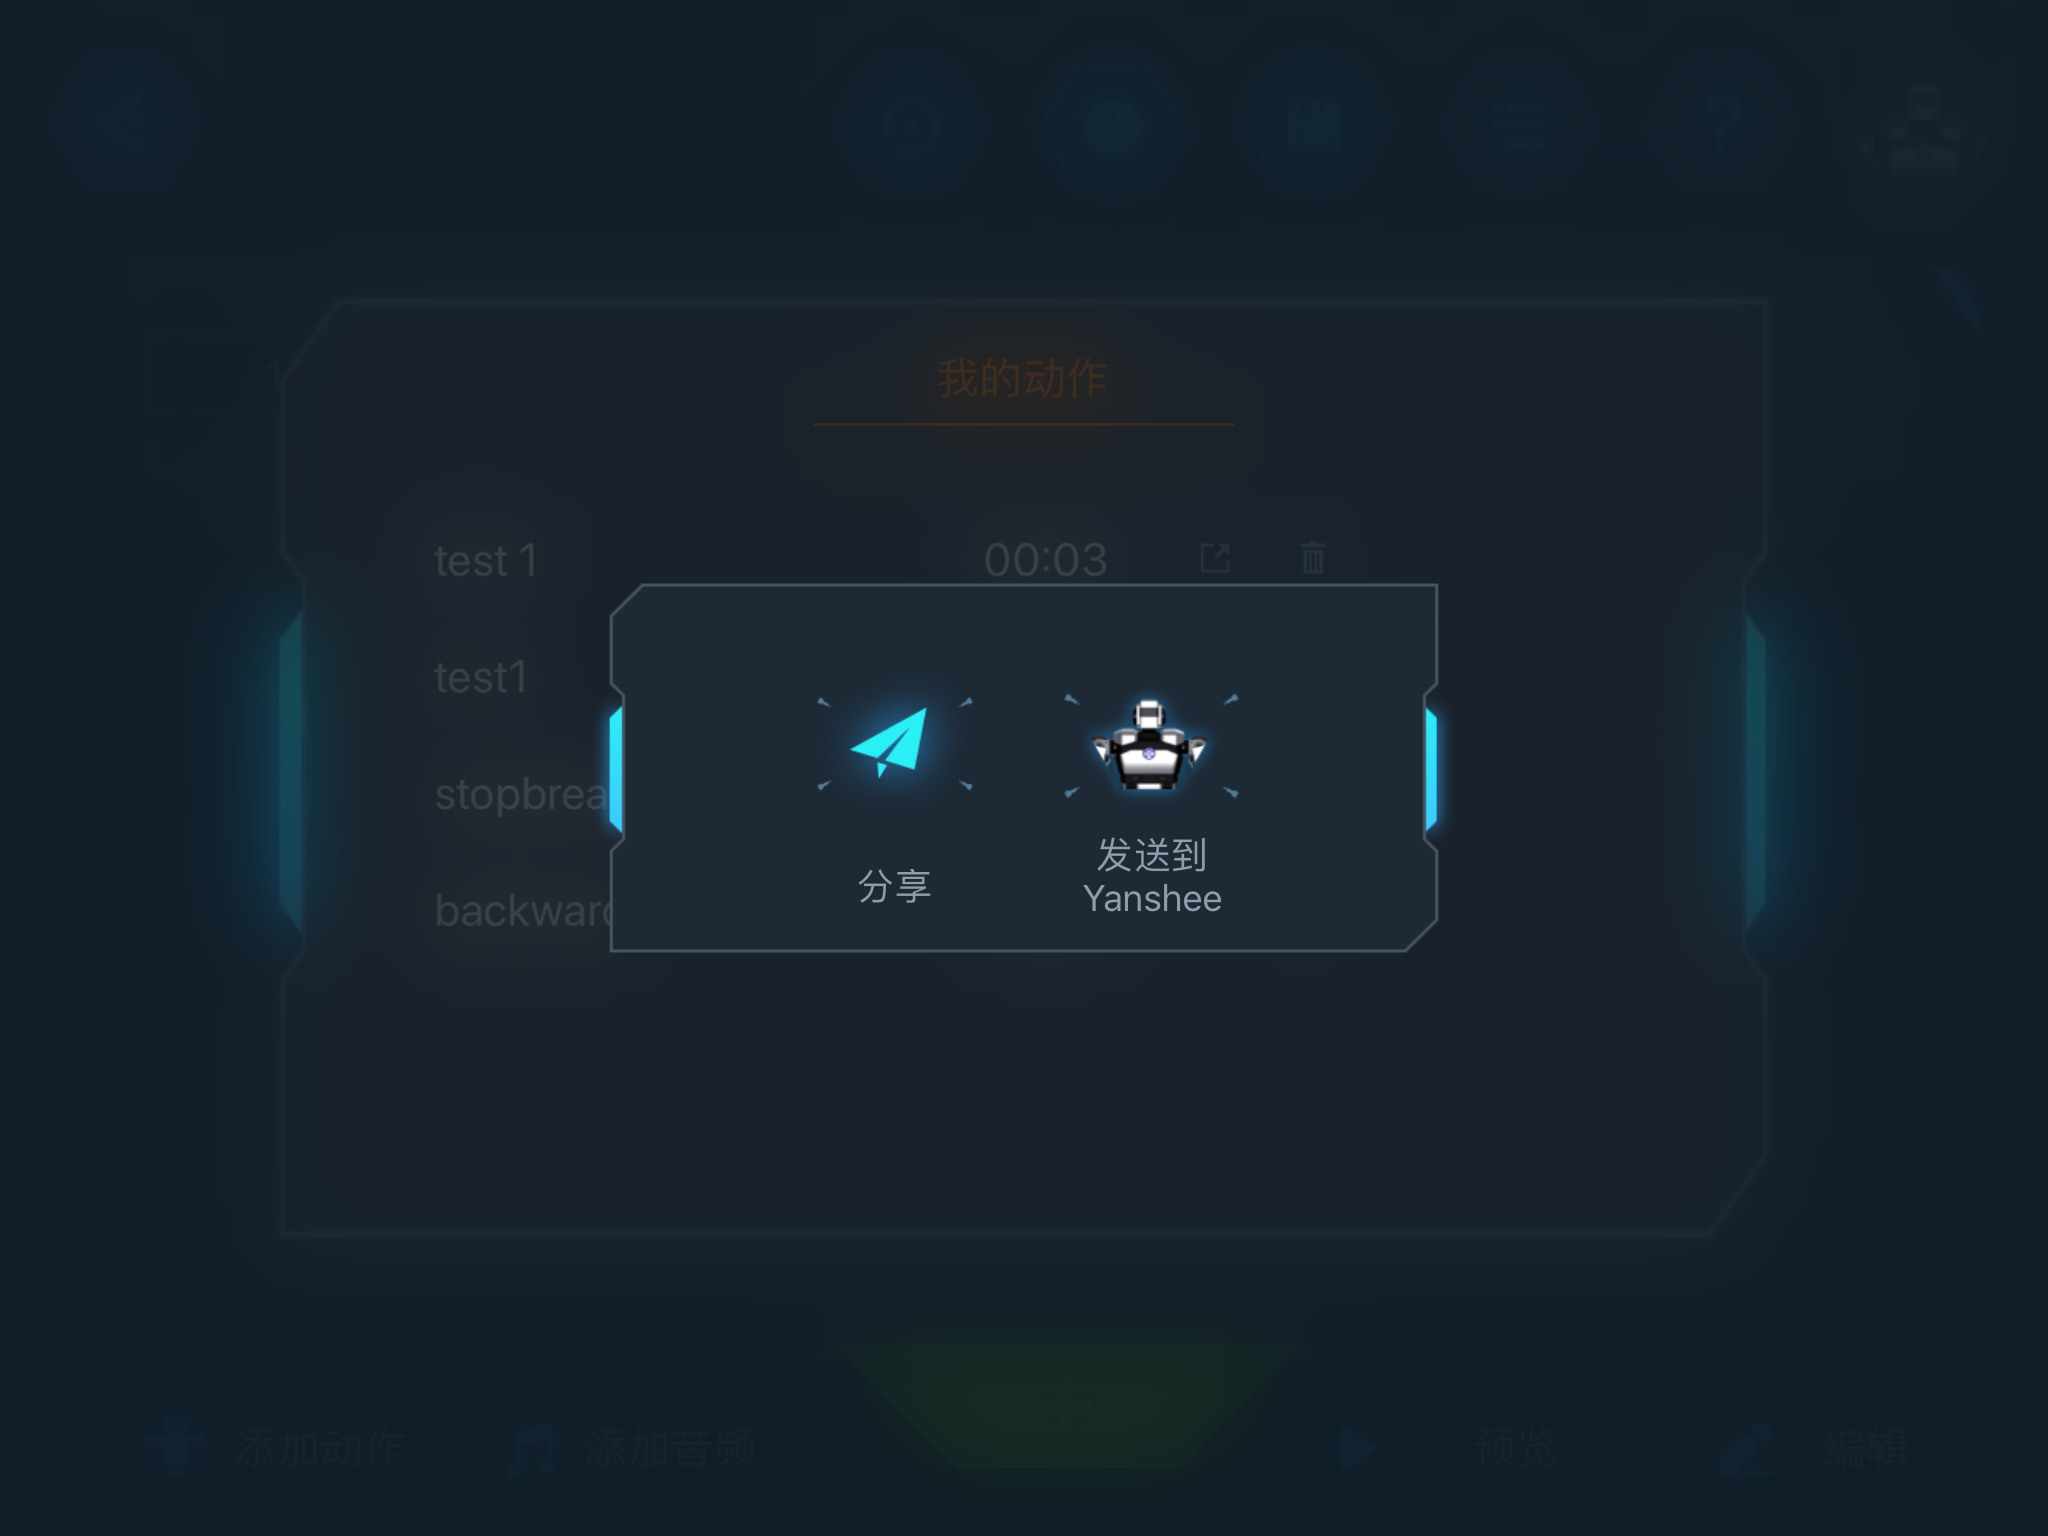 我的动作
test 1 00:03
test1
stopbrea
backward
分享
发送到
Yanshee
添加动作 添加音频 预览 编辑